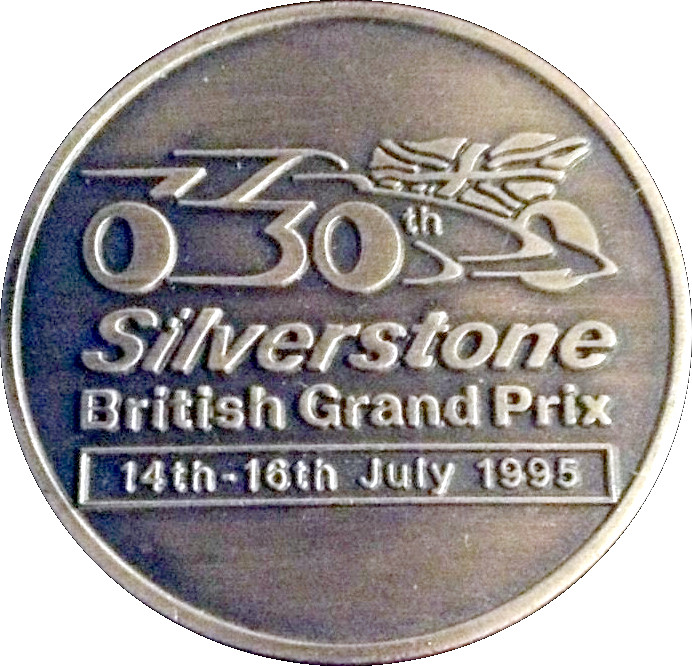 30th
Silverstone
British Grand Prix
14th-16th July 1995